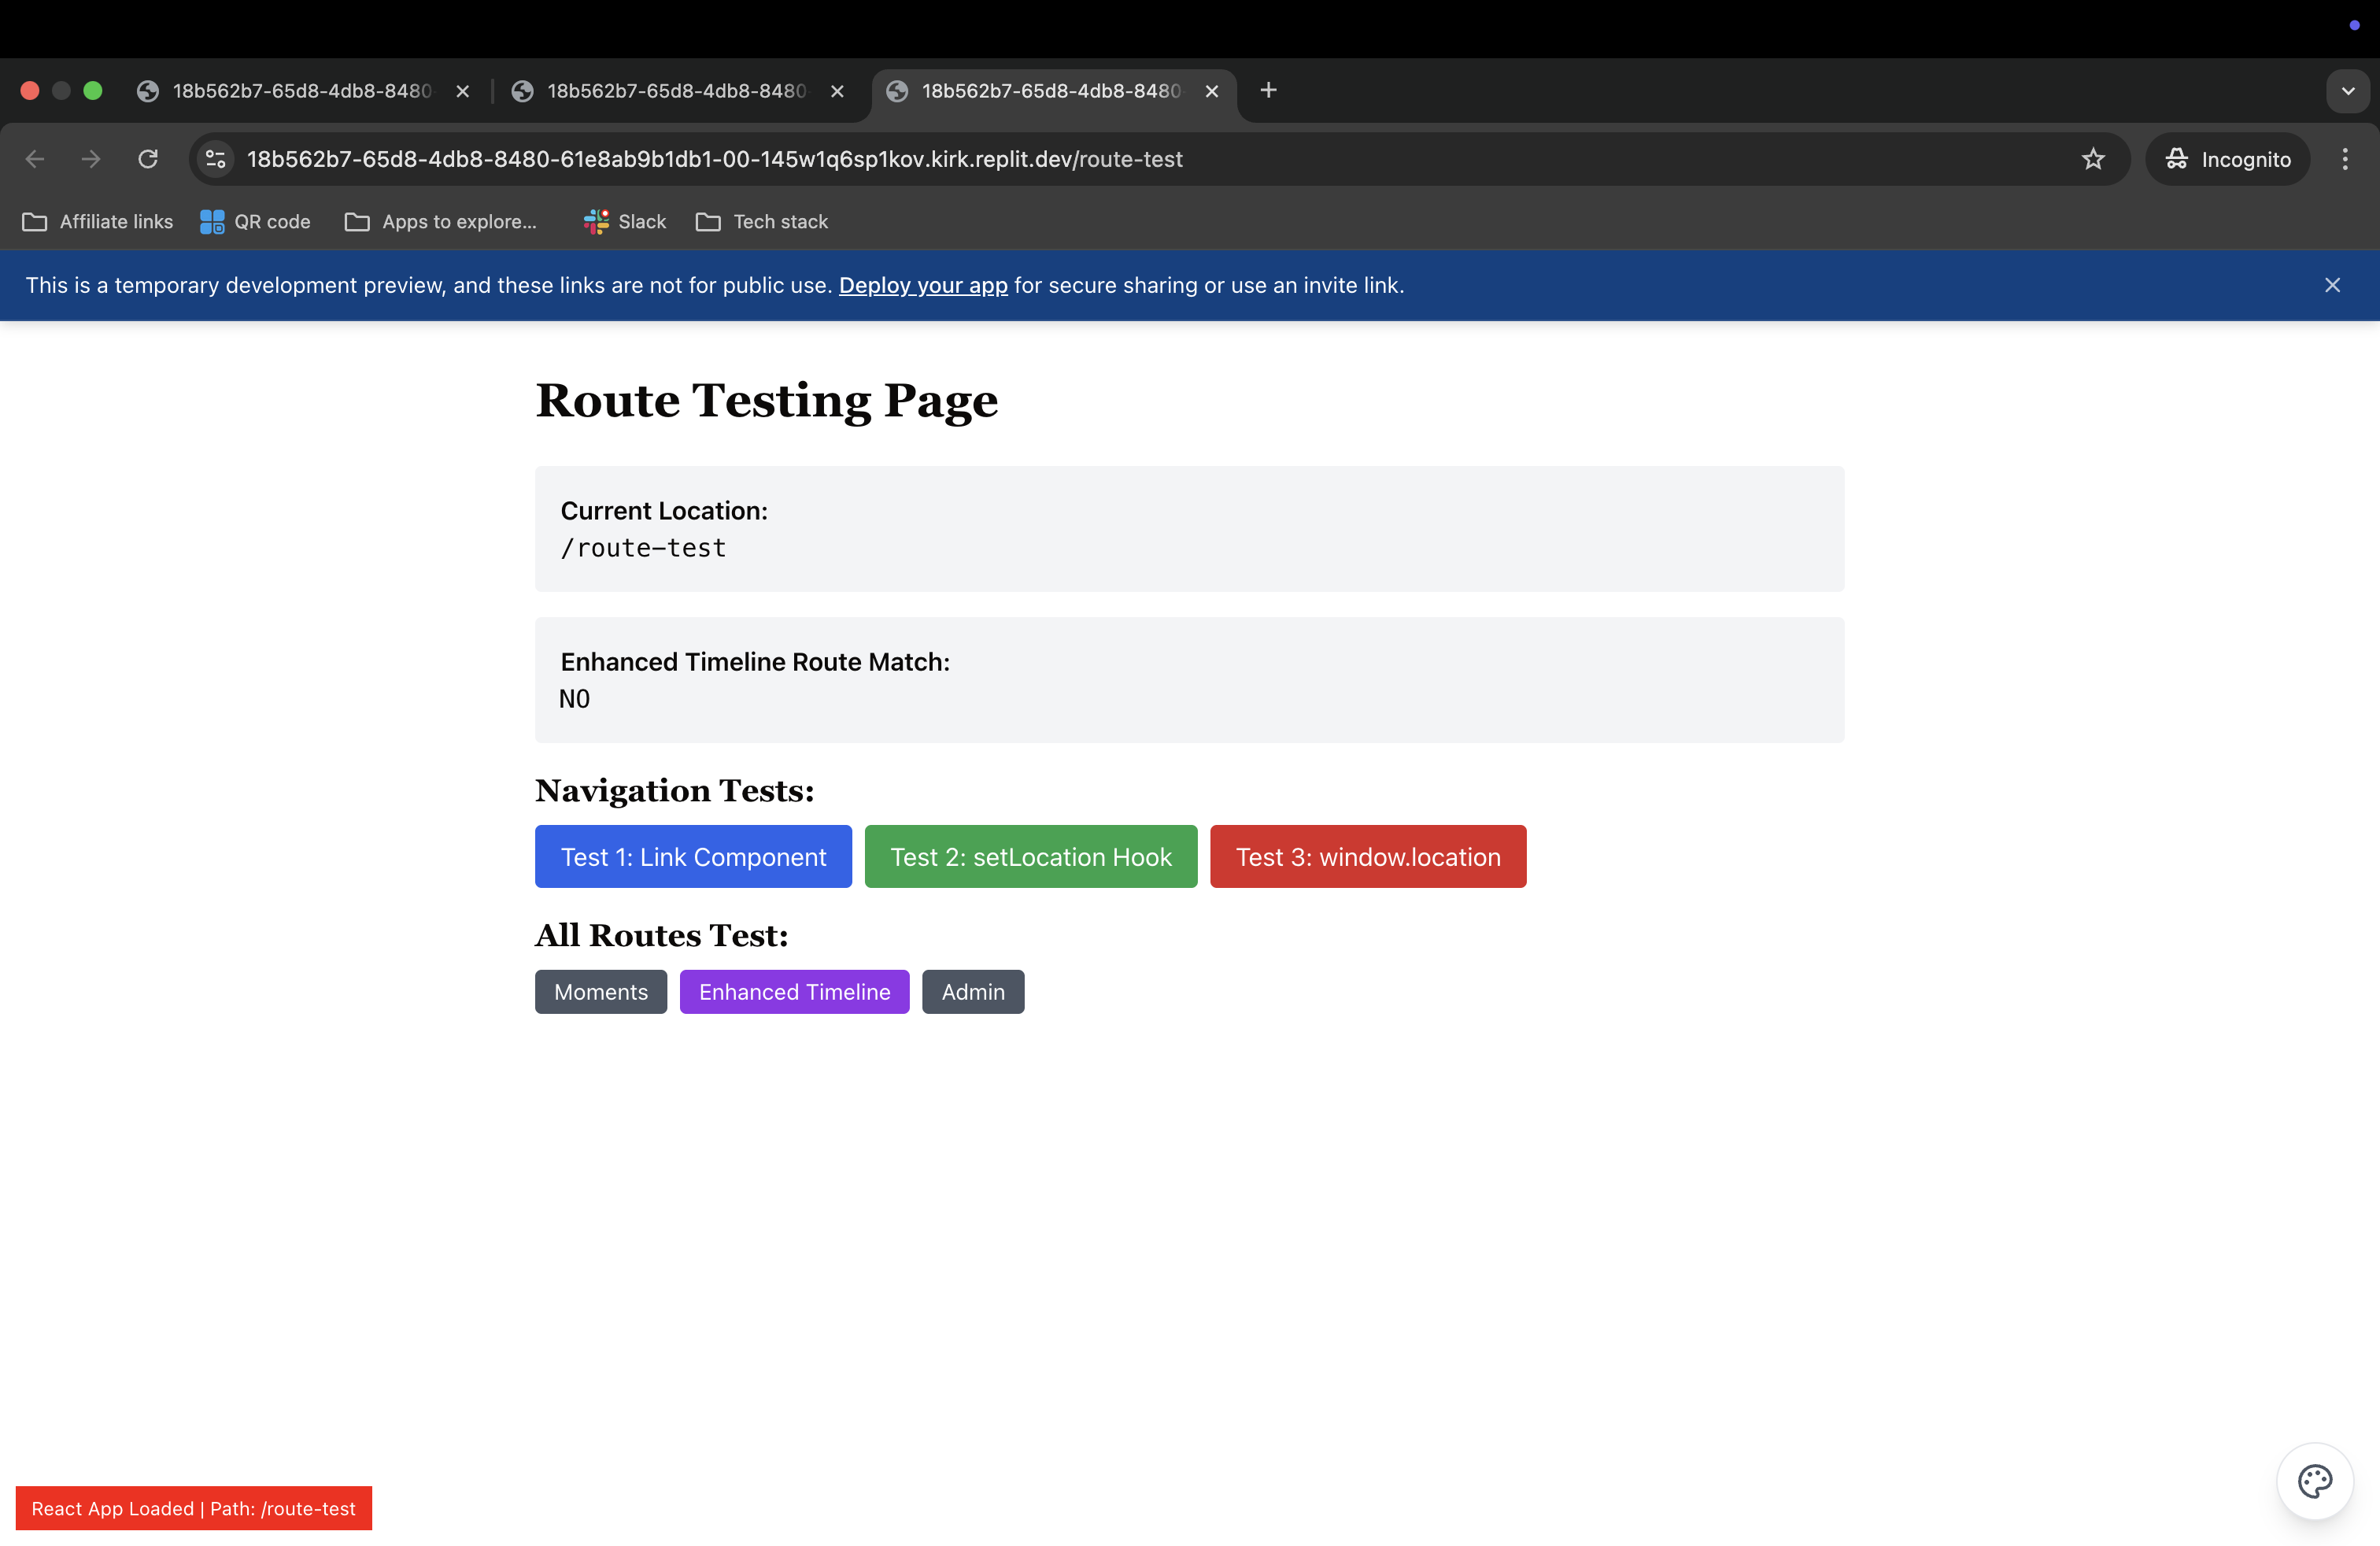 18b562b7-65d8-4db8-8480- 18b562b7-65d8-4db8-8480- 18b562b7-65d8-4db8-8480-
18b562b7-65d8-4db8-8480-61e8ab9b1db1-00-145w1q6sp1kov.kirk.replit.dev/route-test Incognito
Affiliate links QR code Apps to explore... Slack Tech stack
This is a temporary development preview, and these links are not for public use. Deploy your app for secure sharing or use an invite link.
Route Testing Page
Current Location:
/route-test
Enhanced Timeline Route Match:
NO
Navigation Tests:
Test 1: Link Component Test 2: setLocation Hook Test 3: window.location
All Routes Test:
Moments Enhanced Timeline Admin
React App Loaded | Path: /route-test